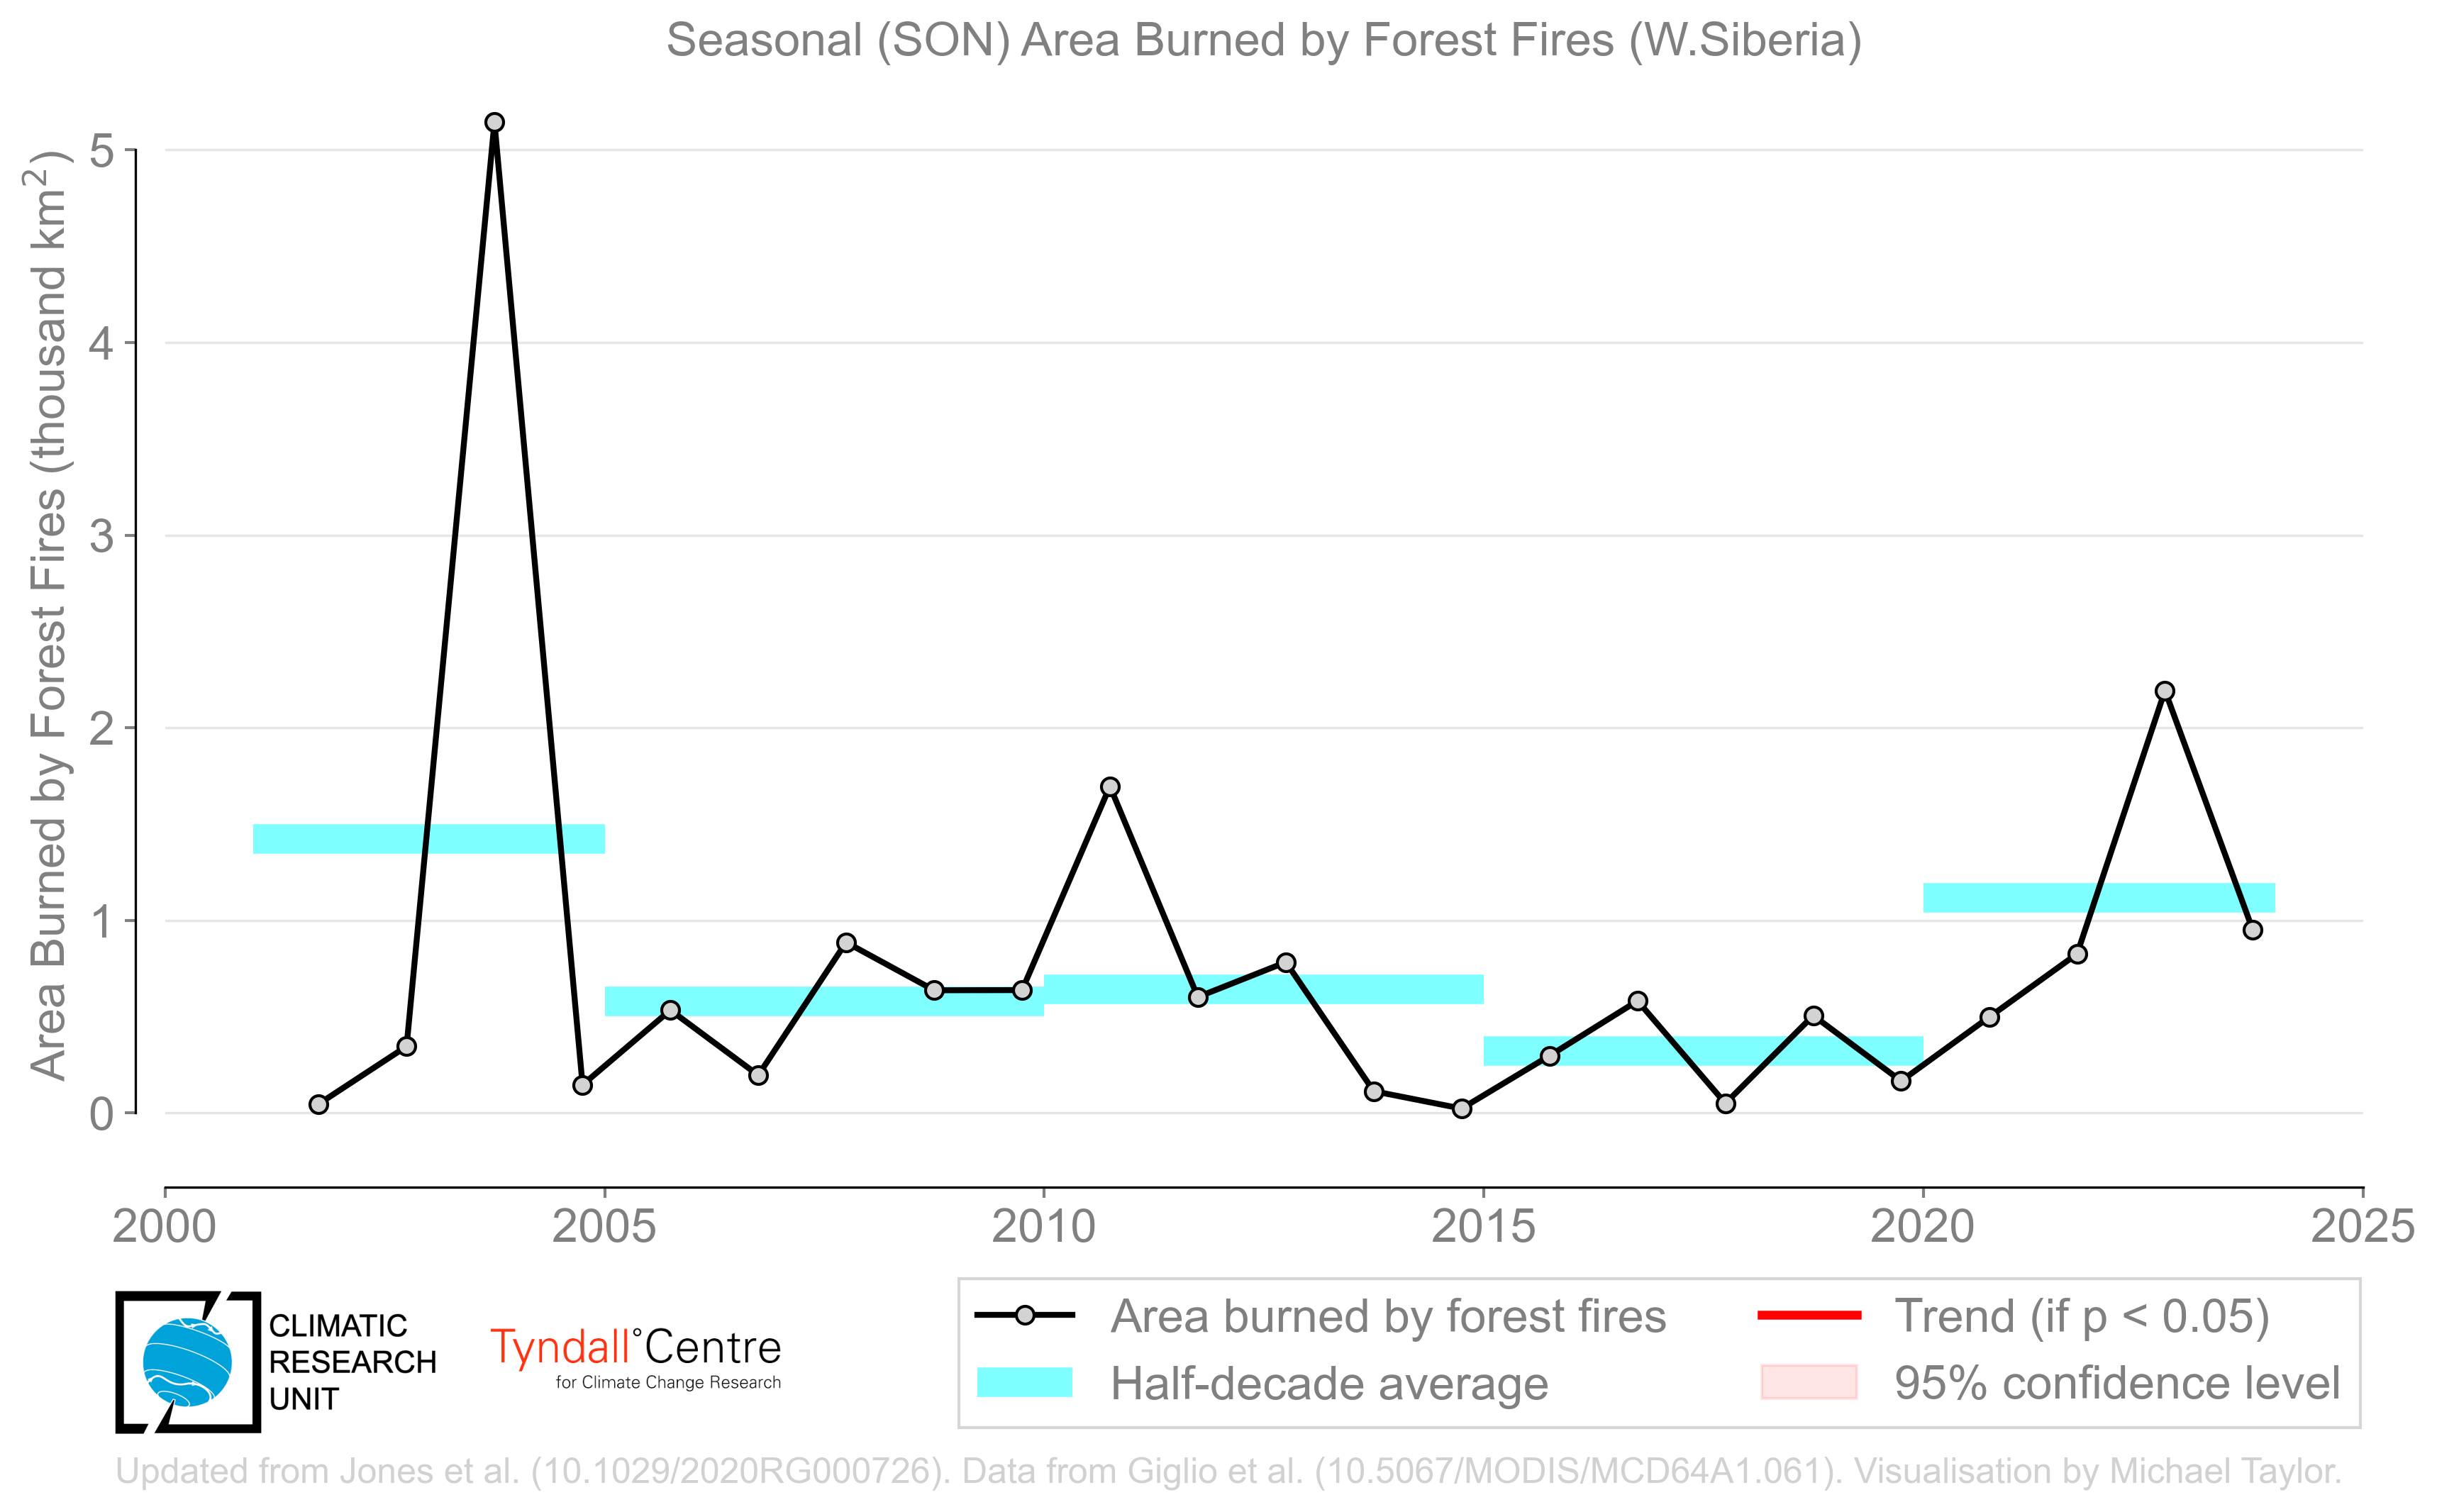 Seasonal (SON) Area Burned by Forest Fires (W.Siberia)
Area Burned by Forest Fires (thousand km²)
5
4
3
2
1
0
2000 2005 2010 2015 2020 2025
CLIMATIC
RESEARCH
UNIT
Tyndall°Centre
for Climate Change Research
Area burned by forest fires
Half-decade average
Trend (if p < 0.05)
95% confidence level
Updated from Jones et al. (10.1029/2020RG000726). Data from Giglio et al. (10.5067/MODIS/MCD64A1.061). Visualisation by Michael Taylor.